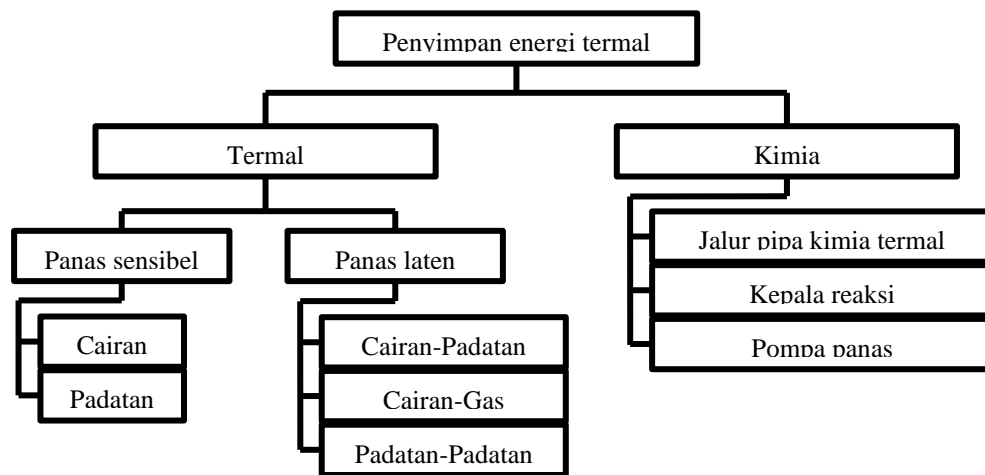 Penyimpan energi termal
Termal
Kimia
Panas sensibel
Panas laten
Jalur pipa kimia termal
Kepala reaksi
Pompa panas
Cairan
Padatan
Cairan-Padatan
Cairan-Gas
Padatan-Padatan